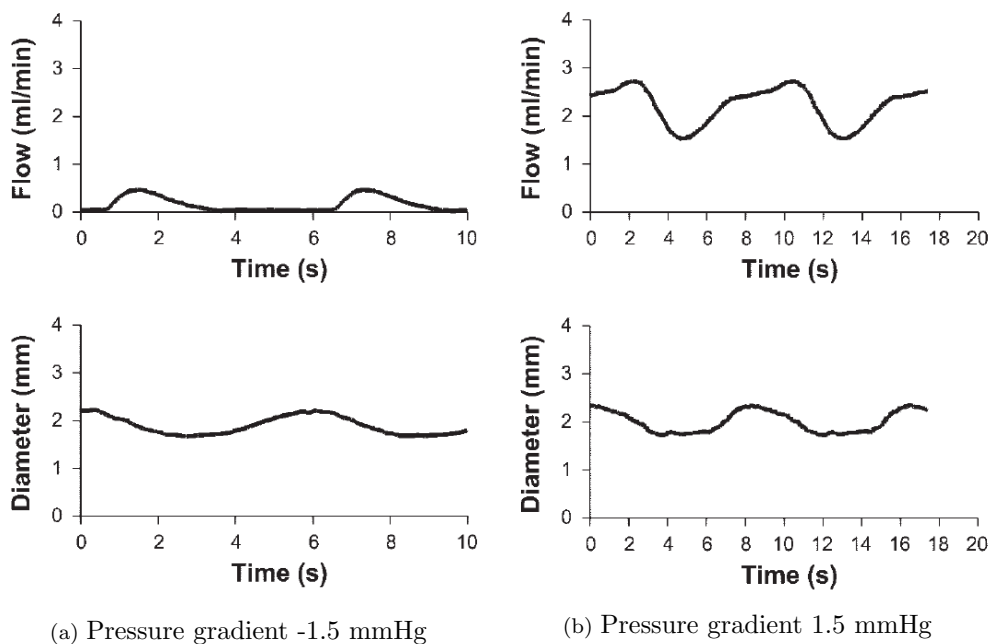 4
3
2
1
0
Flow (ml/min)
0 2 4 6 8 10
Time (s)
4
3
2
1
0
Flow (ml/min)
0 2 4 6 8 10 12 14 16 18 20
Time (s)
4
3
2
1
0
Diameter (mm)
0 2 4 6 8 10
Time (s)
4
3
2
1
0
Diameter (mm)
0 2 4 6 8 10 12 14 16 18 20
Time (s)
(a) Pressure gradient -1.5 mmHg
(b) Pressure gradient 1.5 mmHg